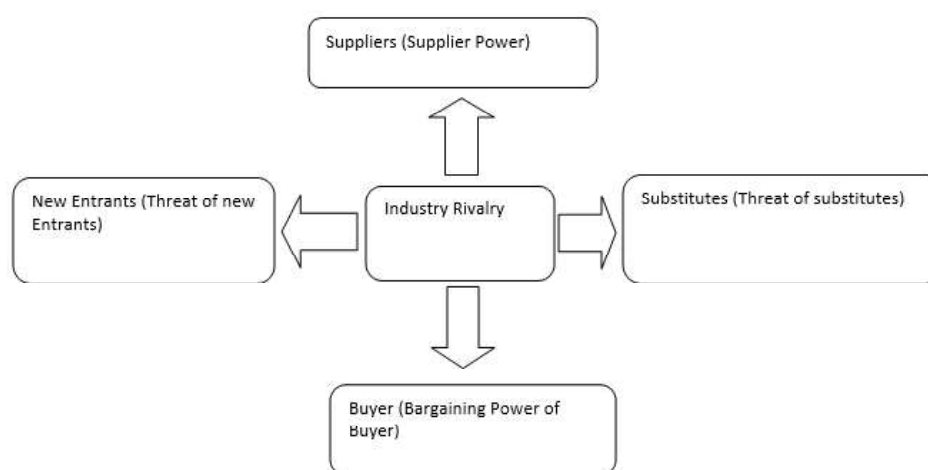 Suppliers (Supplier Power)
New Entrants (Threat of new
Entrants)
Industry Rivalry
Substitutes (Threat of substitutes)
Buyer (Bargaining Power of
Buyer)